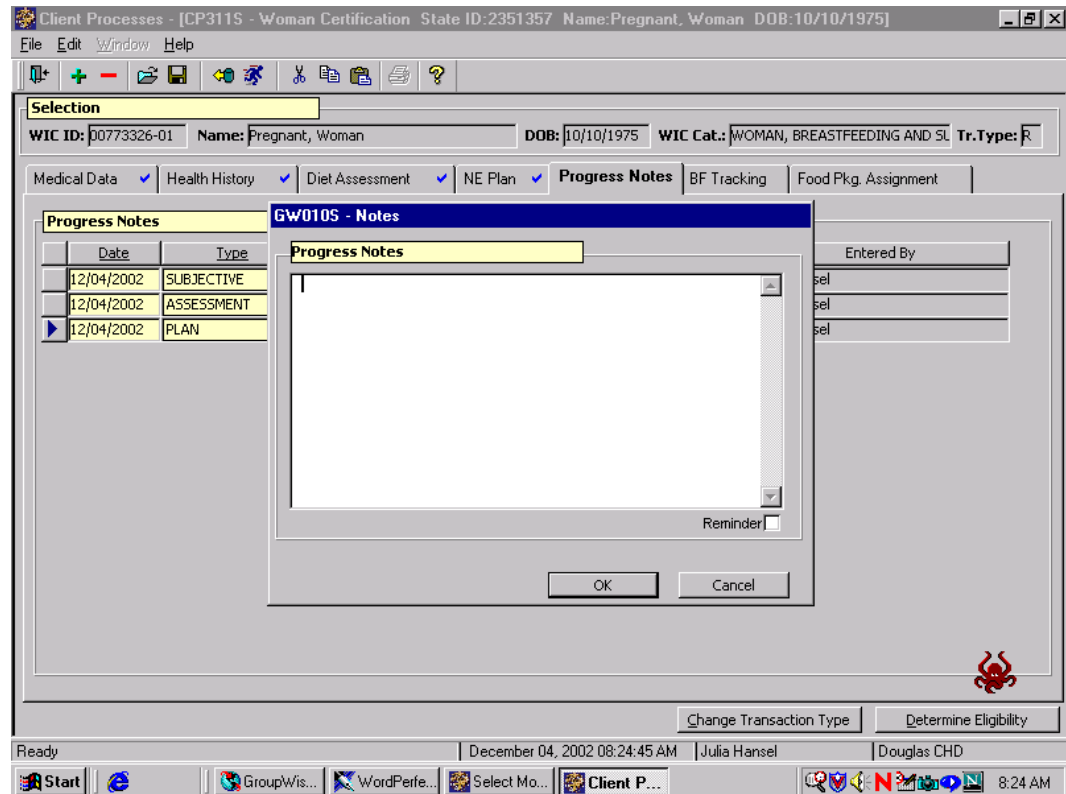 Client Processes - [CP311S - Woman Certification State ID:2351357 Name:Pregnant, Woman DOB:10/10/1975]
File Edit Window Help
Selection
WIC ID: 00773326-01 Name: Pregnant, Woman DOB: 10/10/1975 WIC Cat.: WOMAN, BREASTFEEDING AND SU Tr.Type: R
Medical Data Health History Diet Assessment NE Plan Progress Notes BF Tracking Food Pkg. Assignment
Progress Notes
Date Type Entered By
12/04/2002 SUBJECTIVE sel
12/04/2002 ASSESSMENT sel
12/04/2002 PLAN sel
GW010S - Notes
Progress Notes
Reminder
OK Cancel
Change Transaction Type Determine Eligibility
Ready December 04, 2002 08:24:45 AM Julia Hansel Douglas CHD
Start GroupWis... WordPerfe... Select Mo... Client P... N 8:24 AM